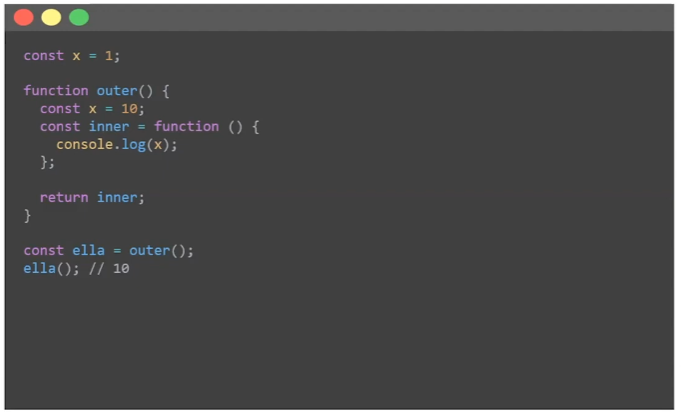 const x = 1;
function outer() {
  const x = 10;
  const inner = function () {
    console.log(x);
  };
  return inner;
}
const ella = outer();
ella(); // 10